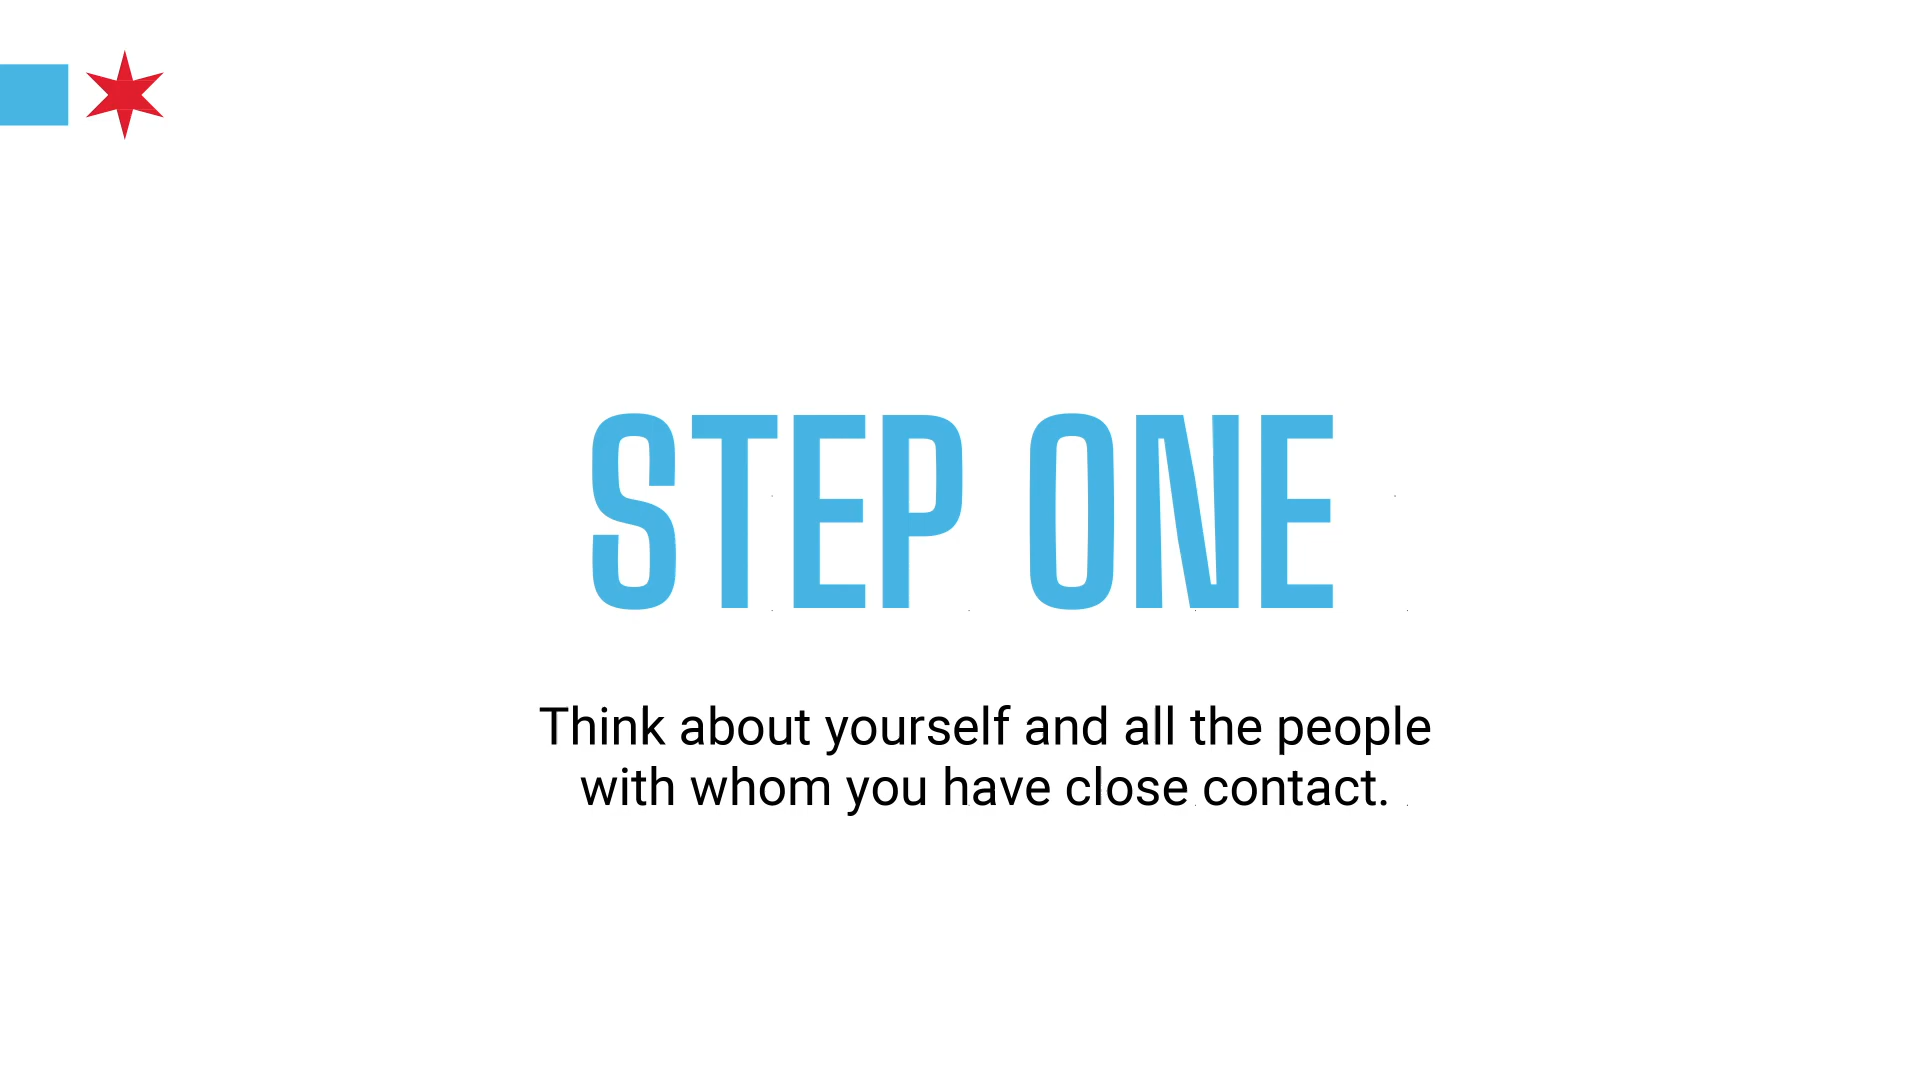 STEP ONE
Think about yourself and all the people
with whom you have close contact.